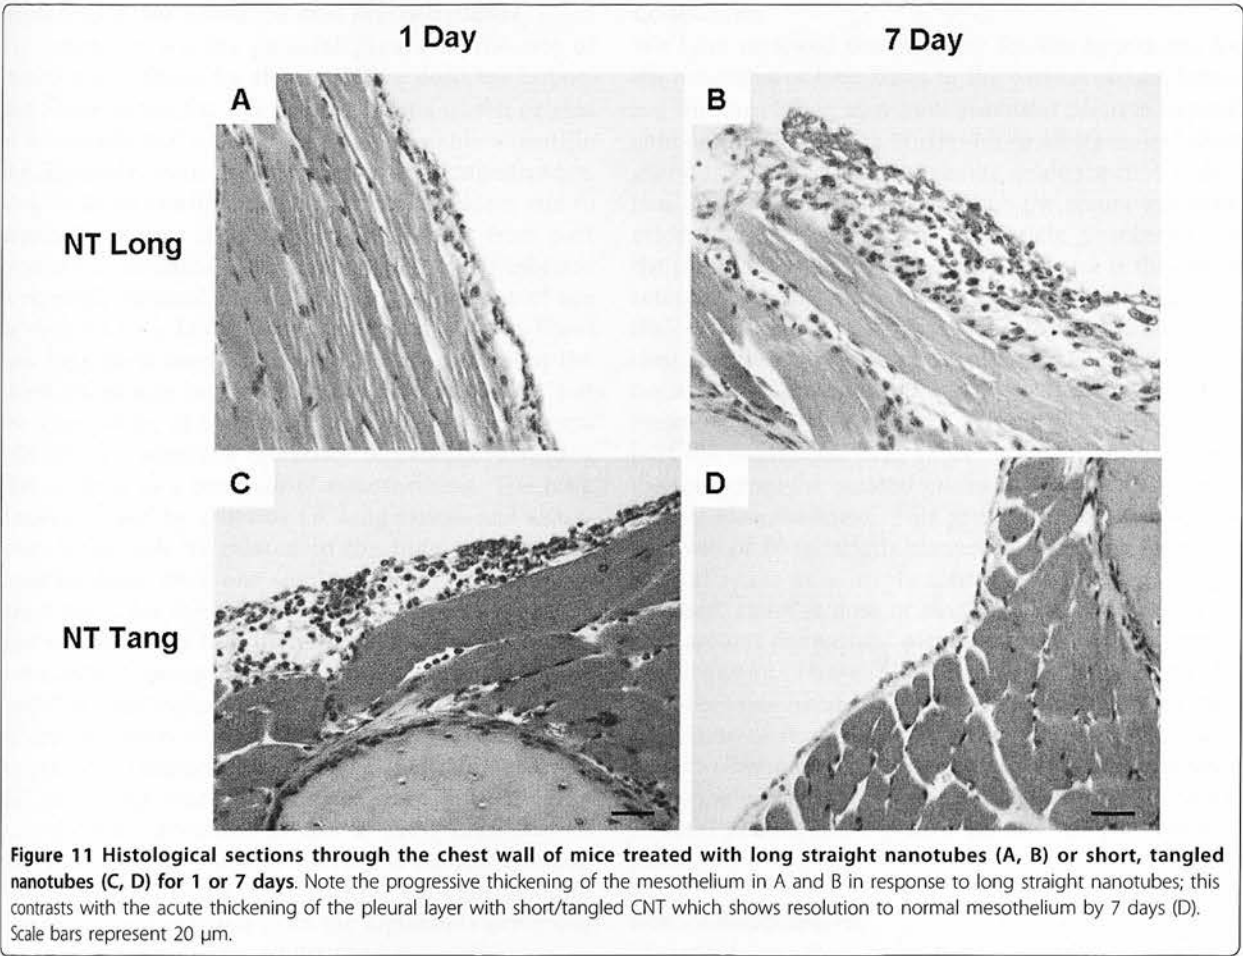 1 Day
7 Day
A
B
NT Long
C
D
NT Tang
Figure 11 Histological sections through the chest wall of mice treated with long straight nanotubes (A, B) or short, tangled
nanotubes (C, D) for 1 or 7 days. Note the progressive thickening of the mesothelium in A and B in response to long straight nanotubes; this
contrasts with the acute thickening of the pleural layer with short/tangled CNT which shows resolution to normal mesothelium by 7 days (D).
Scale bars represent 20 μm.